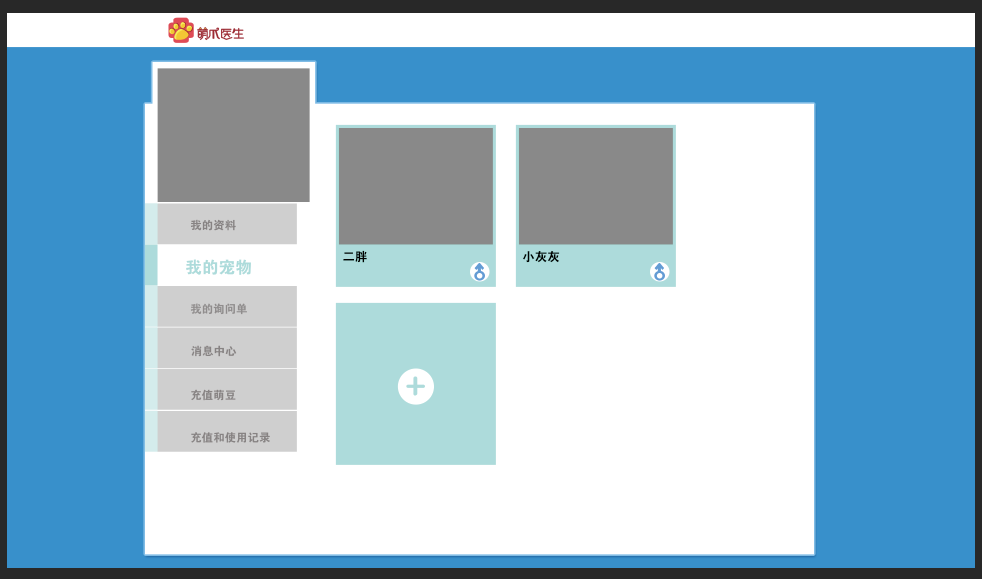 萌爪医生
我的资料
我的宠物
我的询问单
消息中心
充值萌豆
充值和使用记录
二胖
小灰灰